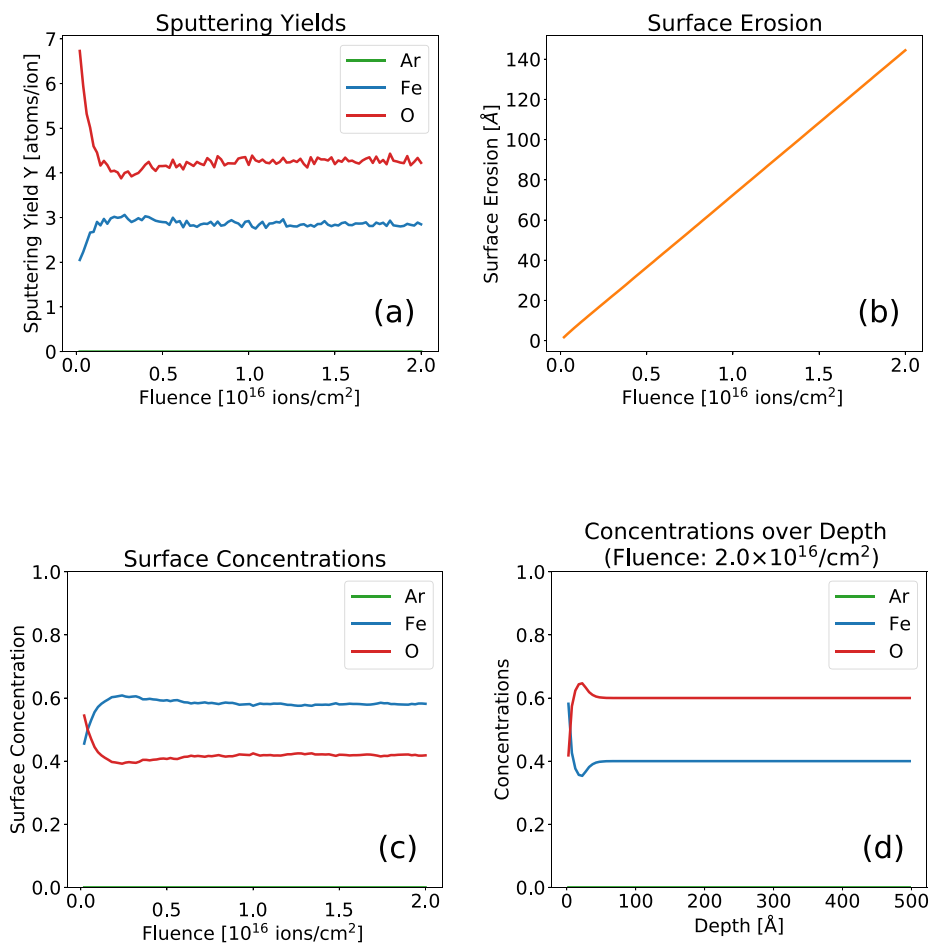 Sputtering Yields
7
6
5
4
3
2
1
0
Sputtering Yield Y [atoms/ion]
Ar
Fe
O
(a)
0.0 0.5 1.0 1.5 2.0
Fluence [10¹⁶ ions/cm²]
Surface Erosion
140
120
100
80
60
40
20
0
Surface Erosion [Å]
(b)
0.0 0.5 1.0 1.5 2.0
Fluence [10¹⁶ ions/cm²]
Surface Concentrations
1.0
0.8
0.6
0.4
0.2
0.0
Surface Concentration
Ar
Fe
O
(c)
0.5 1.0 1.5 2.0
Fluence [10¹⁶ ions/cm²]
Concentrations over Depth
(Fluence: 2.0×10¹⁶/cm²)
1.0
0.8
0.6
0.4
0.2
0.0
Concentrations
Ar
Fe
O
(d)
0 100 200 300 400 500
Depth [Å]